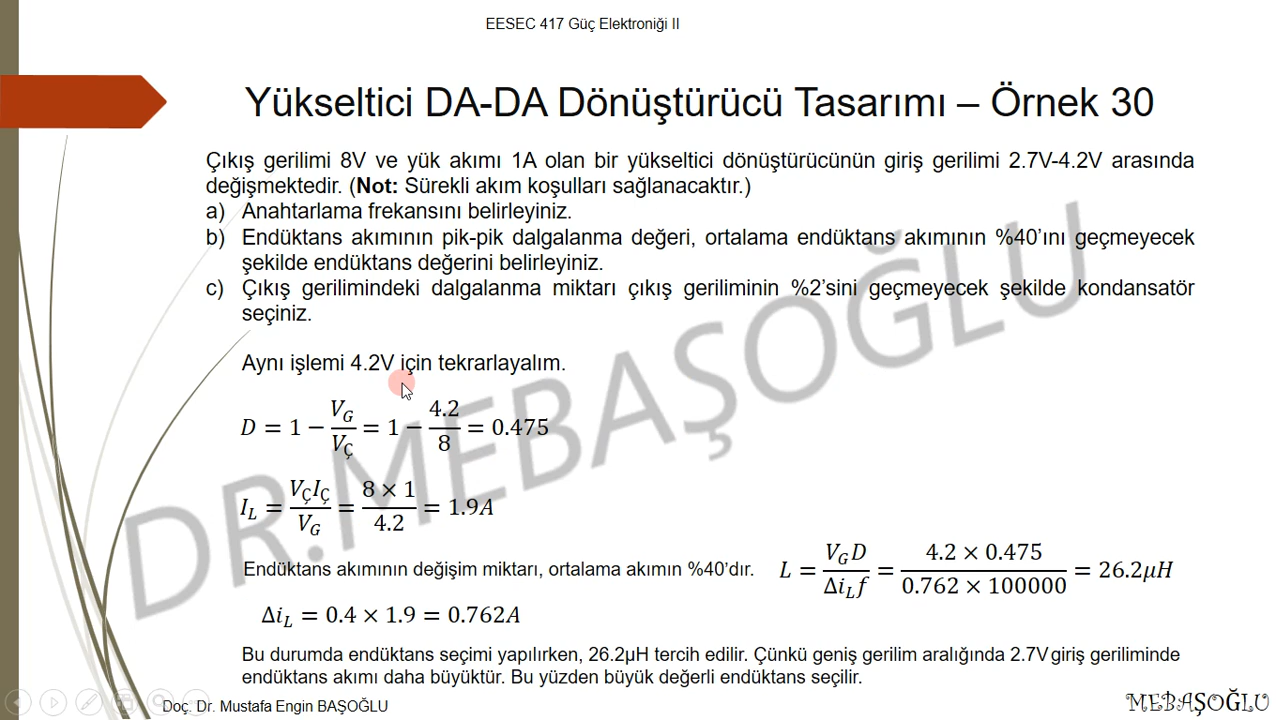 EESEC 417 Güç Elektroniği II
Yükseltici DA-DA Dönüştürücü Tasarımı – Örnek 30
Çıkış gerilimi 8V ve yük akımı 1A olan bir yükseltici dönüştürücünün giriş gerilimi 2.7V-4.2V arasında
değişmektedir. (Not: Sürekli akım koşulları sağlanacaktır.)
a) Anahtarlama frekansını belirleyiniz.
b) Endüktans akımının pik-pik dalgalanma değeri, ortalama endüktans akımının %40’ını geçmeyecek
şekilde endüktans değerini belirleyiniz.
c) Çıkış gerilimindeki dalgalanma miktarı çıkış geriliminin %2’sini geçmeyecek şekilde kondansatör
seçiniz.
Aynı işlemi 4.2V için tekrarlayalım.
D = 1 − V_G/V_Ç = 1 − 4.2/8 = 0.475
I_L = V_Ç I_Ç/V_G = 8 × 1/4.2 = 1.9A
Endüktans akımının değişim miktarı, ortalama akımın %40’dır. L = V_G D/Δi_L f = 4.2 × 0.475/0.762 × 100000 = 26.2μH
Δi_L = 0.4 × 1.9 = 0.762A
Bu durumda endüktans seçimi yapılırken, 26.2μH tercih edilir. Çünkü geniş gerilim aralığında 2.7V giriş geriliminde
endüktans akımı daha büyüktür. Bu yüzden büyük değerli endüktans seçilir.
Doç. Dr. Mustafa Engin BAŞOĞLU
MEBAŞOĞLU
DR.MEBAŞOĞLU